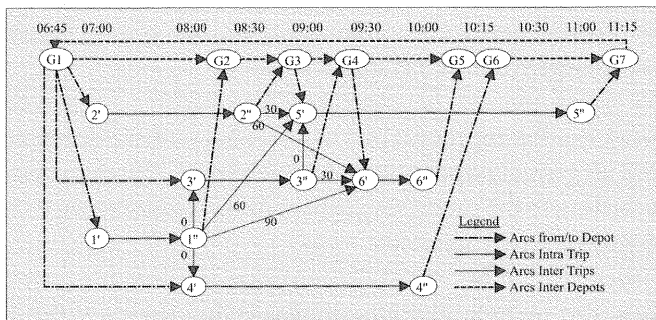 06:45 07:00 08:00 08:30 09:00 09:30 10:00 10:15 10:30 11:00 11:15
G1 G2 G3 G4 G5 G6 G7
2' 2" 30 5' 5"
60
0
3' 3" 30 6' 6"
0 60
90
1' 1"
0
4' 4"
Legend
Arcs from/to Depot
Arcs Intra Trip
Arcs Inter Trips
Arcs Inter Depots